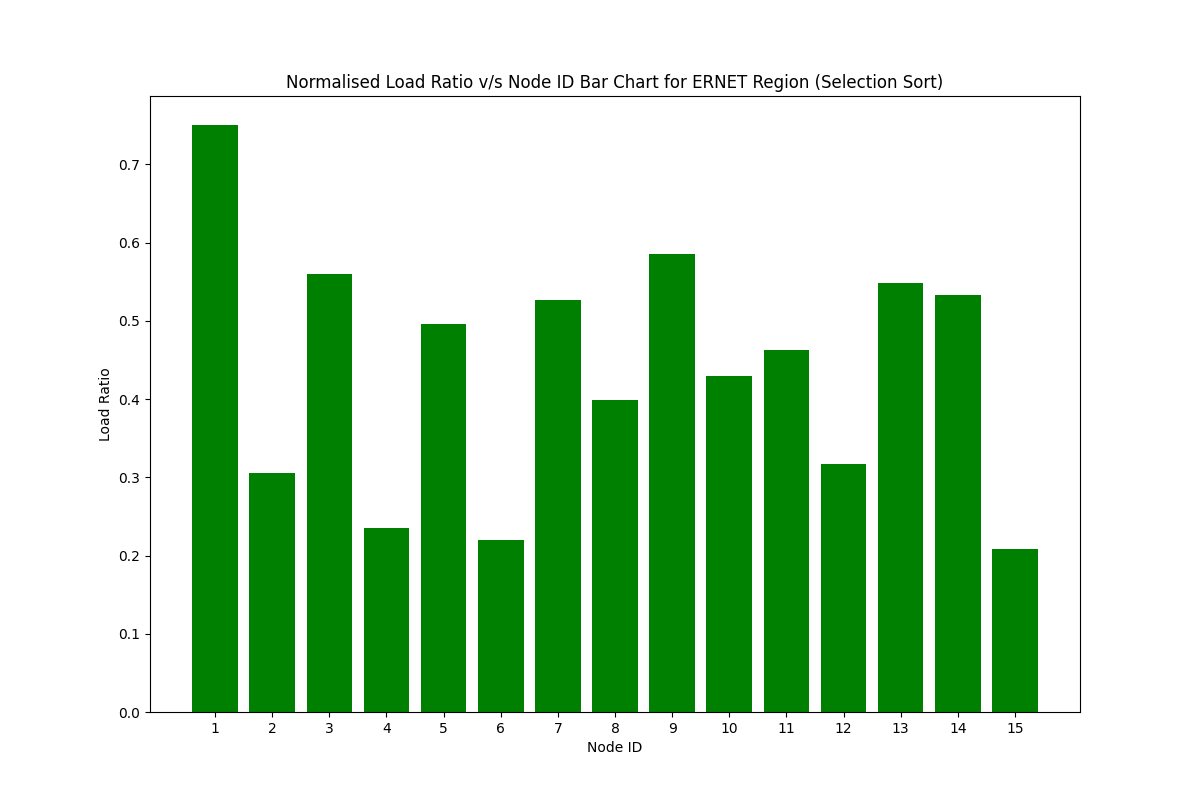 Normalised Load Ratio v/s Node ID Bar Chart for ERNET Region (Selection Sort)
0.7
0.6
0.5
0.4
0.3
0.2
0.1
0.0
Load Ratio
1 2 3 4 5 6 7 8 9 10 11 12 13 14 15
Node ID